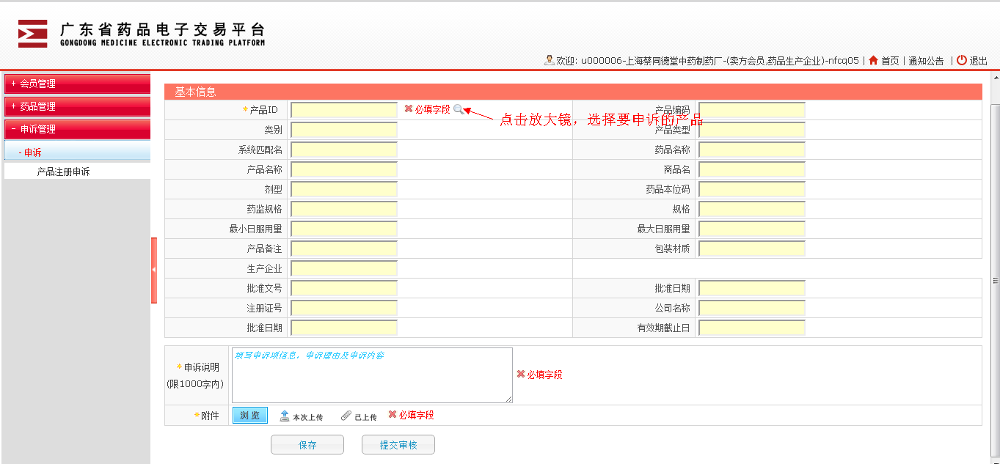 广东省药品电子交易平台
GONGDONG MEDICINE ELECTRONIC TRADING PLATFORM
欢迎: u000006-上海蔡同德堂中药制药厂-(卖方会员,药品生产企业)-nfcq05 | 首页 | 通知公告 | 退出
+ 会员管理
+ 药品管理
- 申诉管理
- 申诉
产品注册申诉
基本信息
*产品ID 必填字段 产品编码
点击放大镜，选择要申诉的产品
类别 产品类型
系统匹配名 药品名称
产品名称 商品名
剂型 药品本位码
药监规格 规格
最小日服用量 最大日服用量
产品备注 包装材质
生产企业
批准文号 批准日期
注册证号 公司名称
批准日期 有效期截止日
*申诉说明
(限1000字内)
填写申诉项信息，申诉理由及申诉内容
必填字段
*附件 浏览 本次上传 已上传 必填字段
保存 提交审核